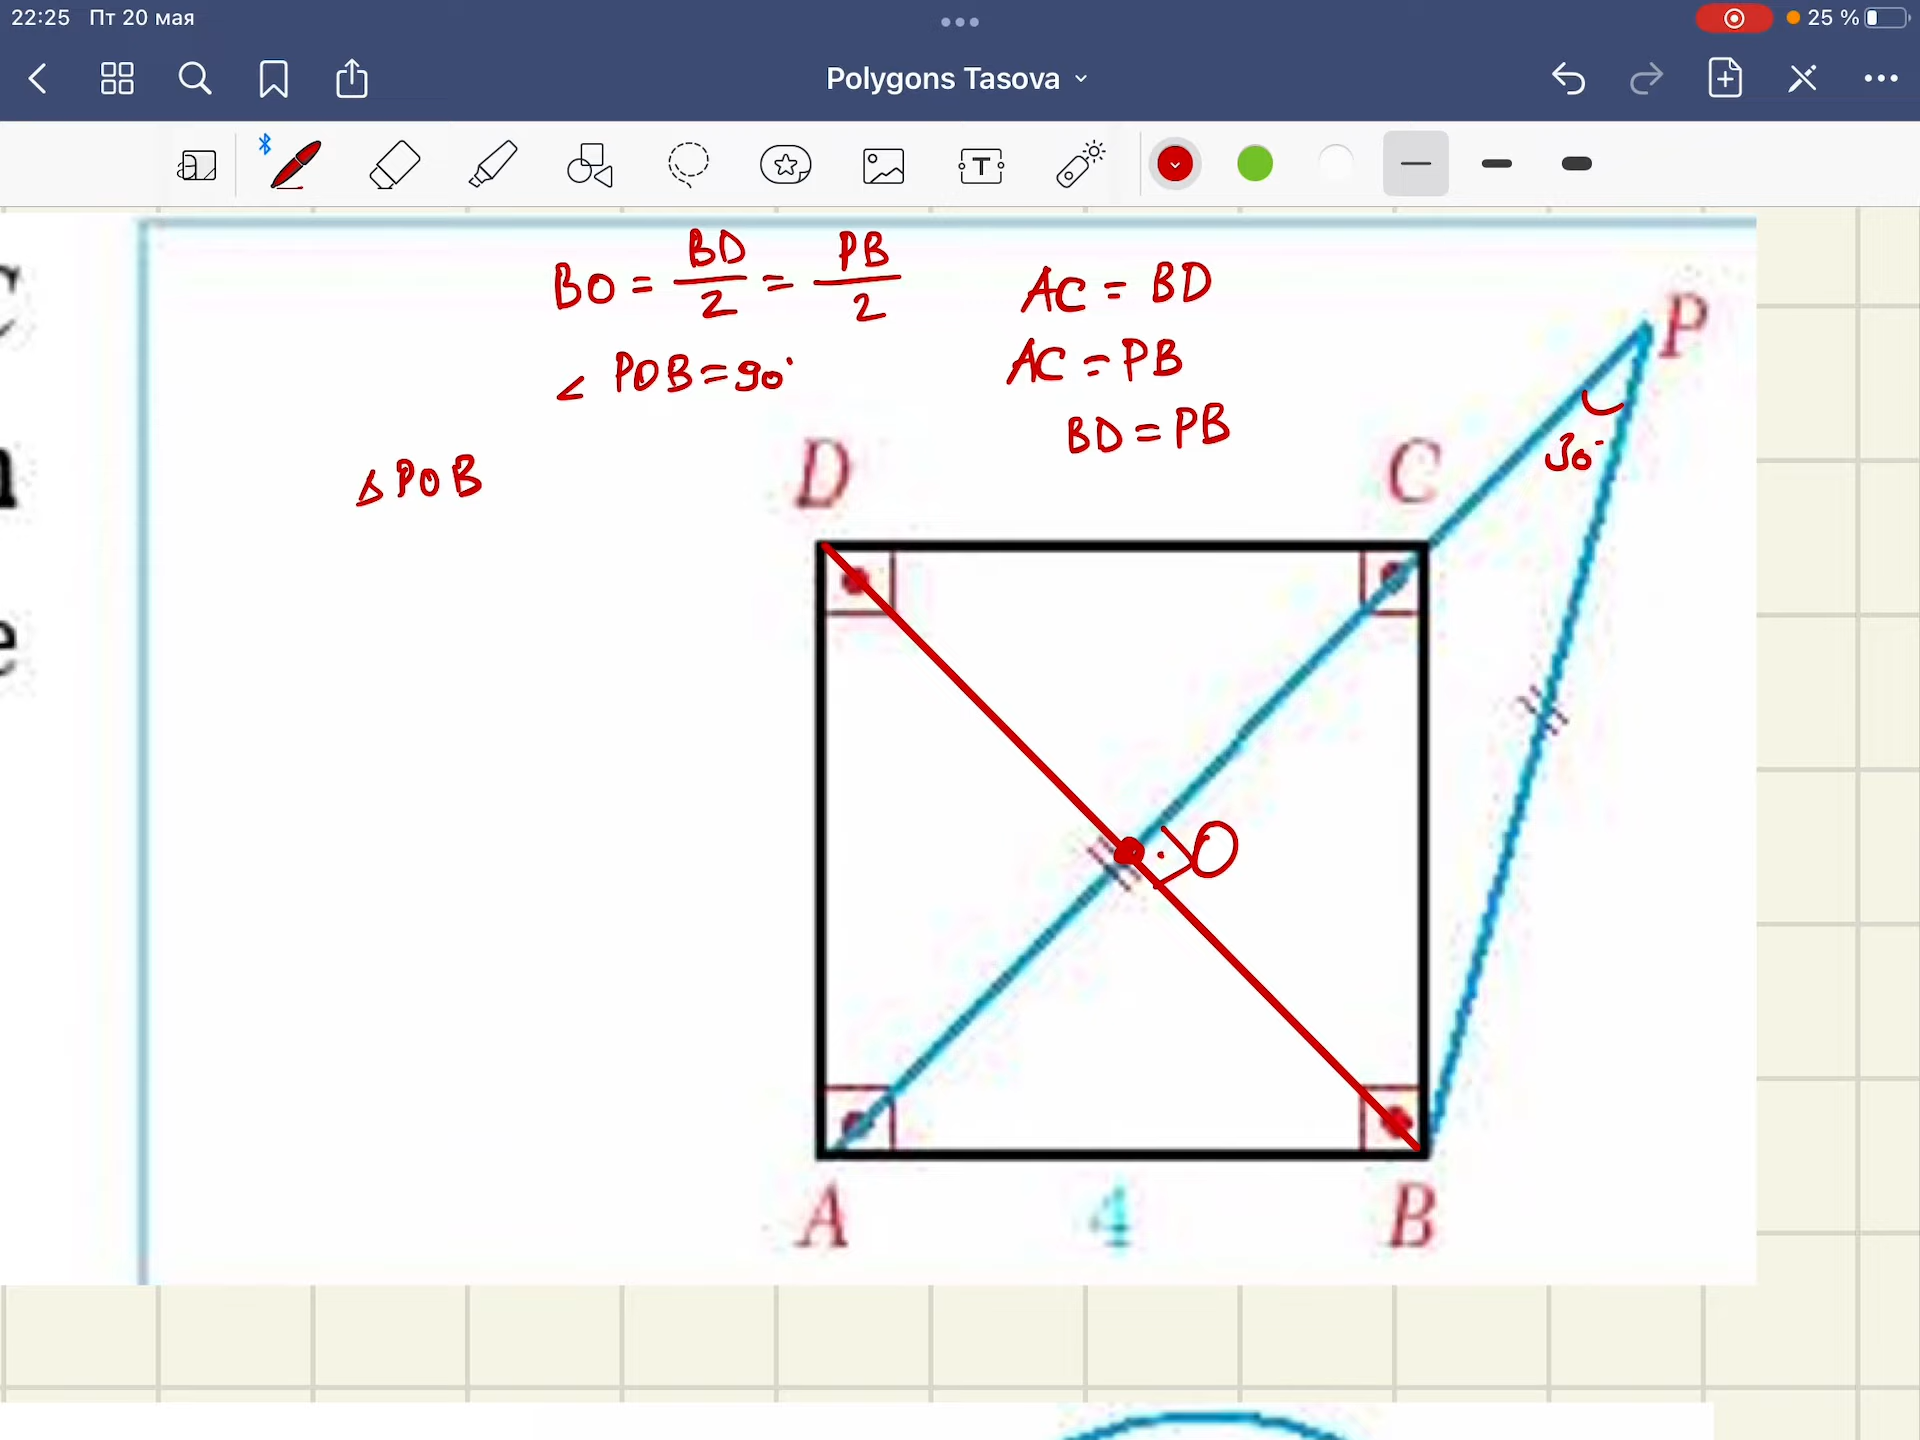 22:25 Пт 20 мая
25 %
Polygons Tasova
BO = BD/2 = PB/2
AC = BD
∠ POB = 90°
AC = PB
BD = PB
△ POB
P
30°
D
C
O
A
4
B